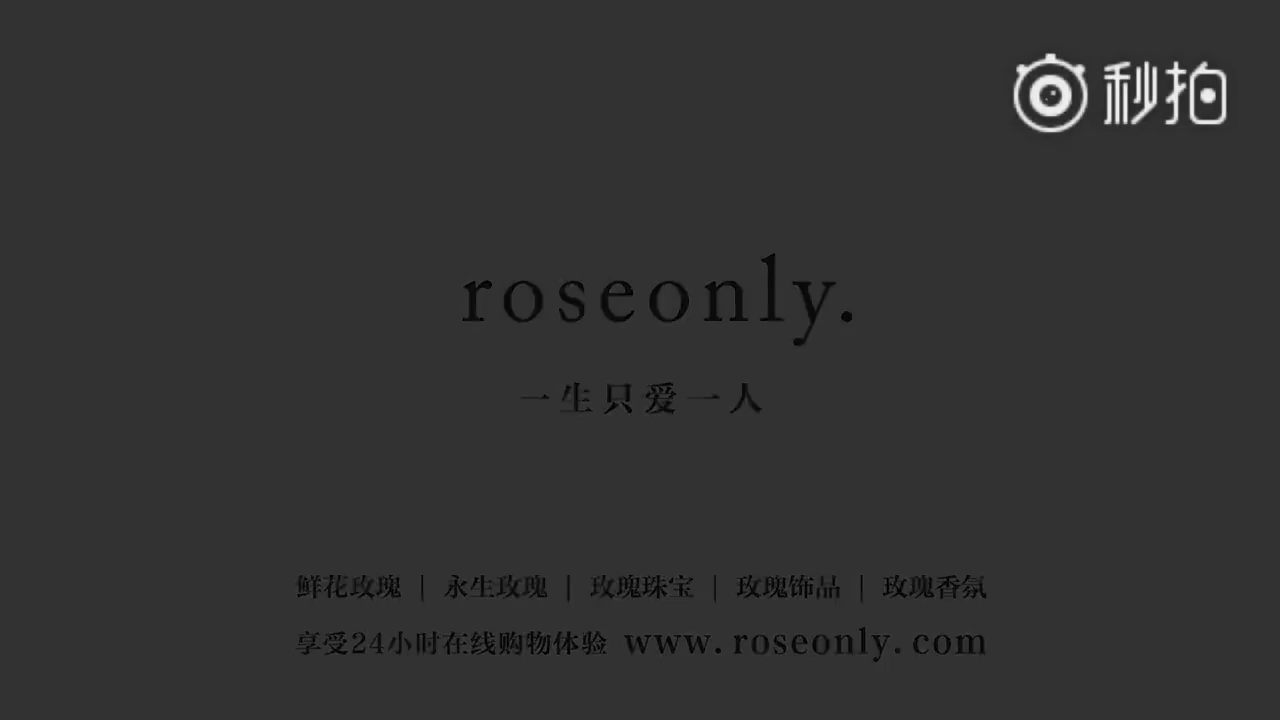 秒拍
roseonly.
一生只爱一人
鲜花玫瑰 | 永生玫瑰 | 玫瑰珠宝 | 玫瑰饰品 | 玫瑰香氛
享受24小时在线购物体验 www.roseonly.com